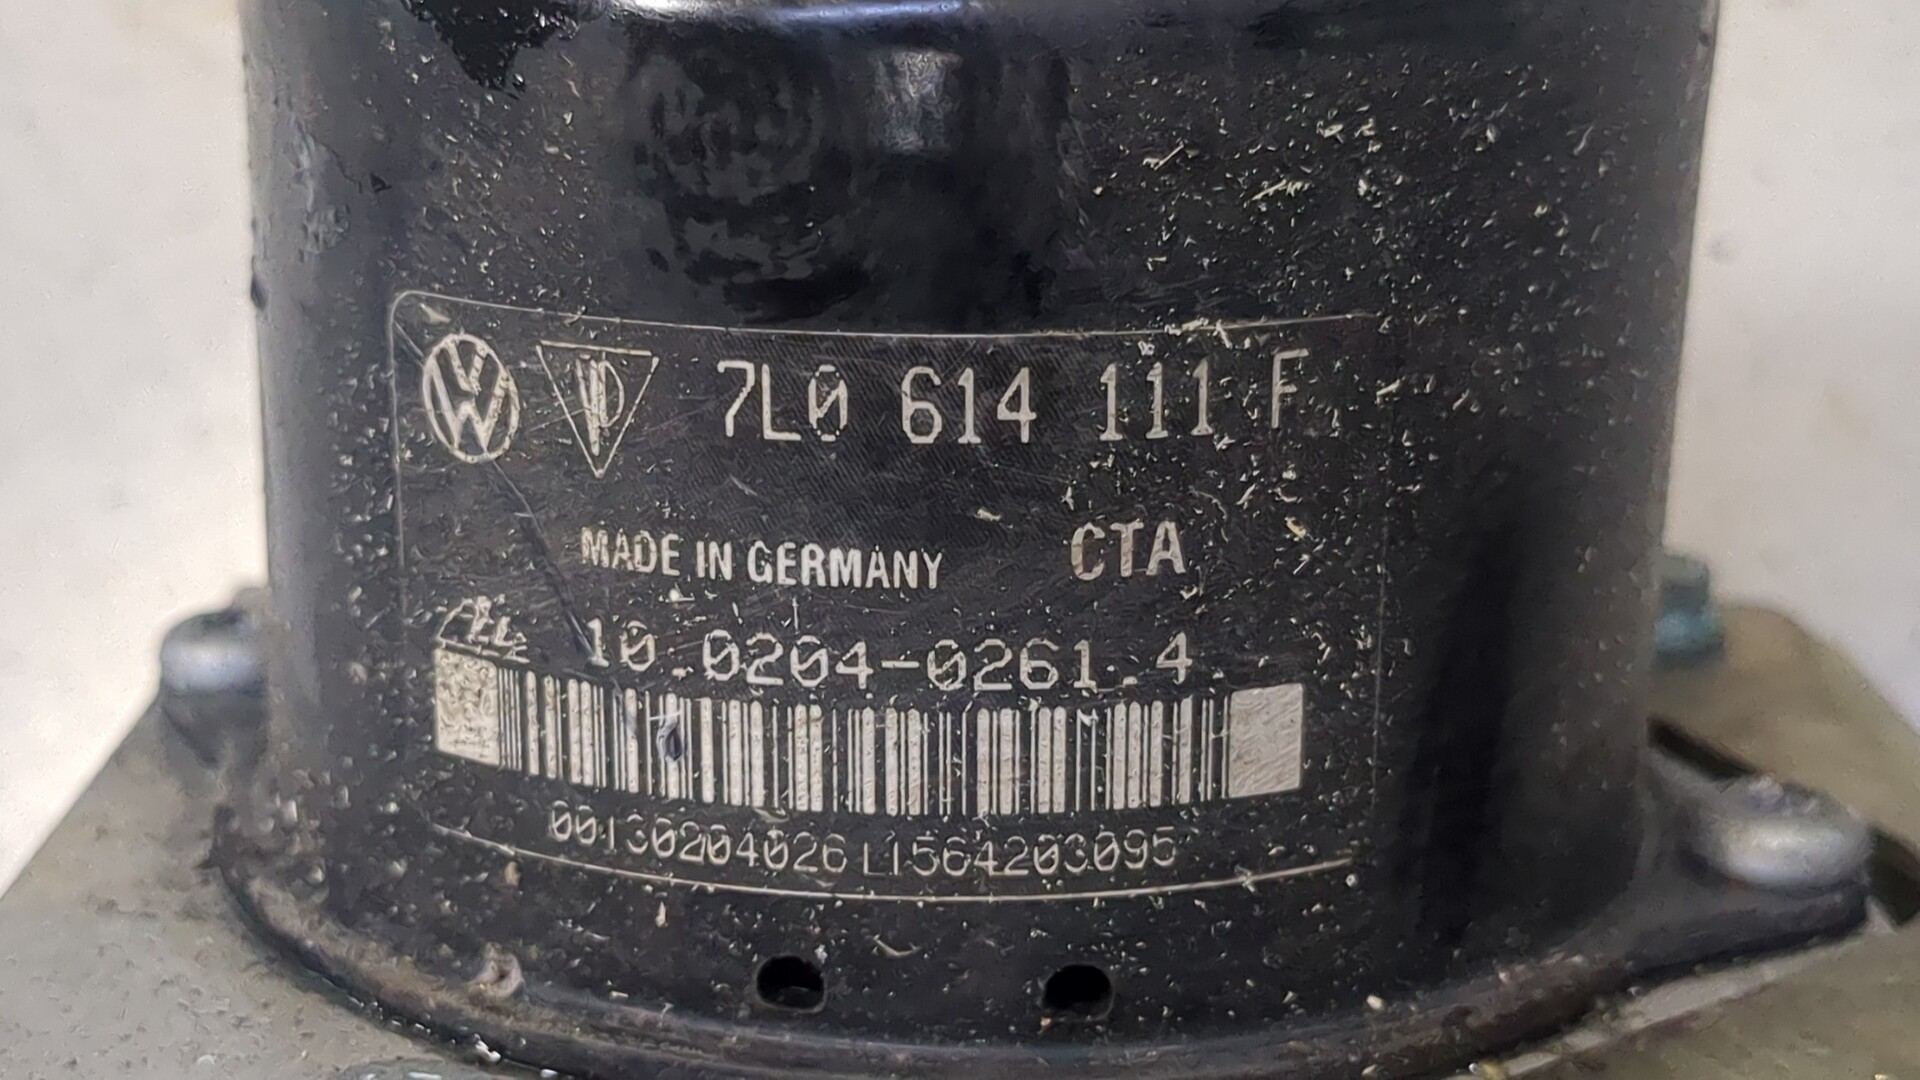 7L0 614 111 F
MADE IN GERMANY CTA
10.0204-0261.4
00130204026L1564203095